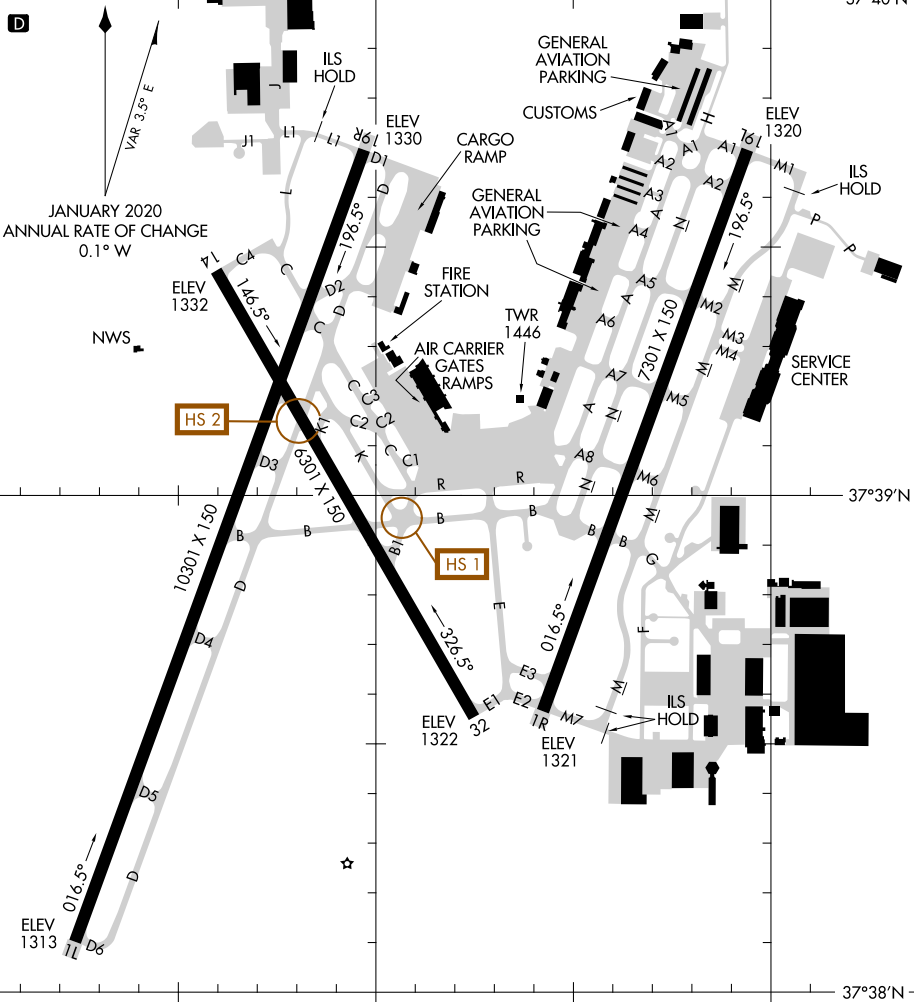 D
37°40'N
VAR 3.5° E
JANUARY 2020
ANNUAL RATE OF CHANGE
0.1° W
ILS
HOLD
J
J1
L1
L1
L
ELEV
1330
19R
D1
D
196.5°
CARGO
RAMP
GENERAL
AVIATION
PARKING
CUSTOMS
H
A
A1
A1
A2
A2
A3
A
A4
N
ELEV
1320
19L
M1
ILS
HOLD
P
P
196.5°
GENERAL
AVIATION
PARKING
A5
A
A6
M
M2
M3
M4
M
SERVICE
CENTER
14
C4
C
ELEV
1332
146.5°
D2
D
C
FIRE
STATION
TWR
1446
NWS
AIR CARRIER
GATES
RAMPS
7301 X 150
A7
A
N
M5
HS 2
K1
C
C3
C2
C2
K
C
C1
D3
6301 X 150
A8
N
M6
M
R
R
37°39'N
B
B
B
B
B
B
B1
G
HS 1
10301 X 150
D
D4
E
016.5°
F
326.5°
E3
E1
E2
M
M7
ILS
HOLD
ELEV
1322
32
1R
ELEV
1321
D5
D
016.5°
ELEV
1313
1L
D6
37°38'N